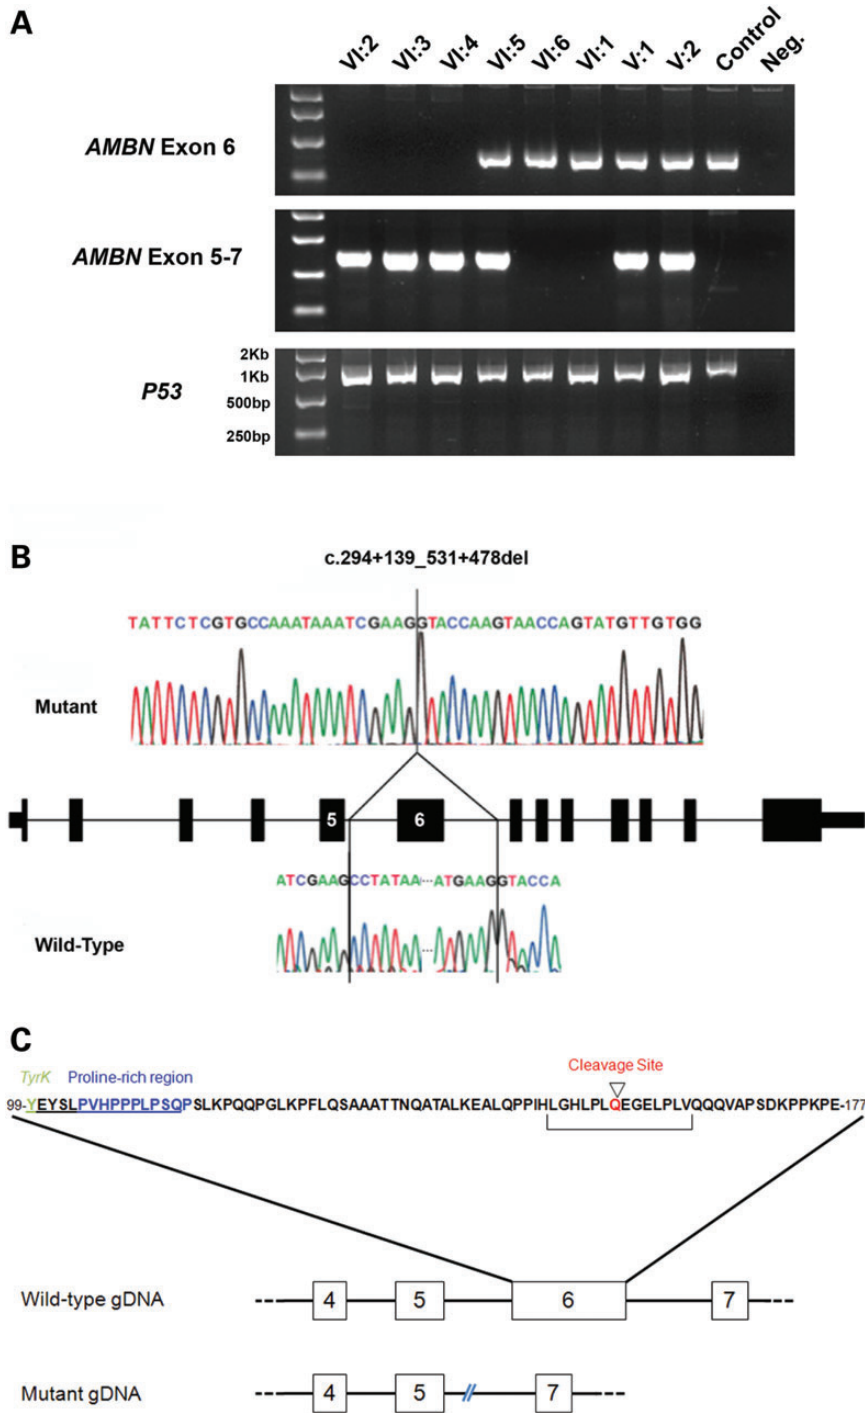 A
VI:2 VI:3 VI:4 VI:5 VI:6 VI:1 V:1 V:2 Control Neg.
AMBN Exon 6
AMBN Exon 5-7
P53
2Kb
1Kb
500bp
250bp
B
c.294+139_531+478del
TATTCTCGTGCCAAATAAATCGAAGGTACCAAGTAACCAGTATGTTGTGG
Mutant
5 6
ATCGAAGCCTATAA···ATGAAGGTACCA
Wild-Type
C
TyrK Proline-rich region Cleavage Site
99-YEYSLPVHPPPLPSQPSLKPQQPGLKPFLQSAAATTNQATALKEALQPPIHLGHLPLQEGELPLVQQQVAPSDKPPKPE-177
Wild-type gDNA 4 5 6 7
Mutant gDNA 4 5 // 7